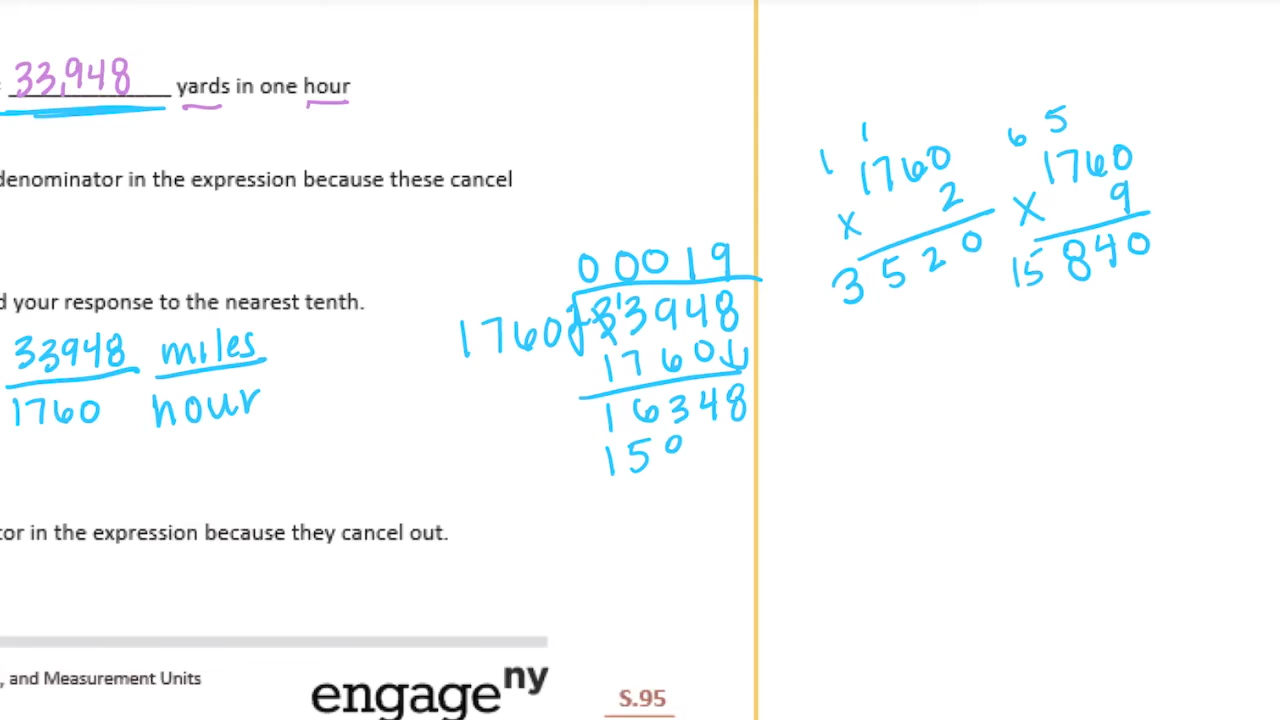 33,948 yards in one hour
denominator in the expression because these cancel
d your response to the nearest tenth.
33948 miles
1760 hour
00019
1760 33948
1760
16348
150
1 1
1760
x 2
3520
6 5
1760
x 9
15840
tor in the expression because they cancel out.
, and Measurement Units
engageny
S.95